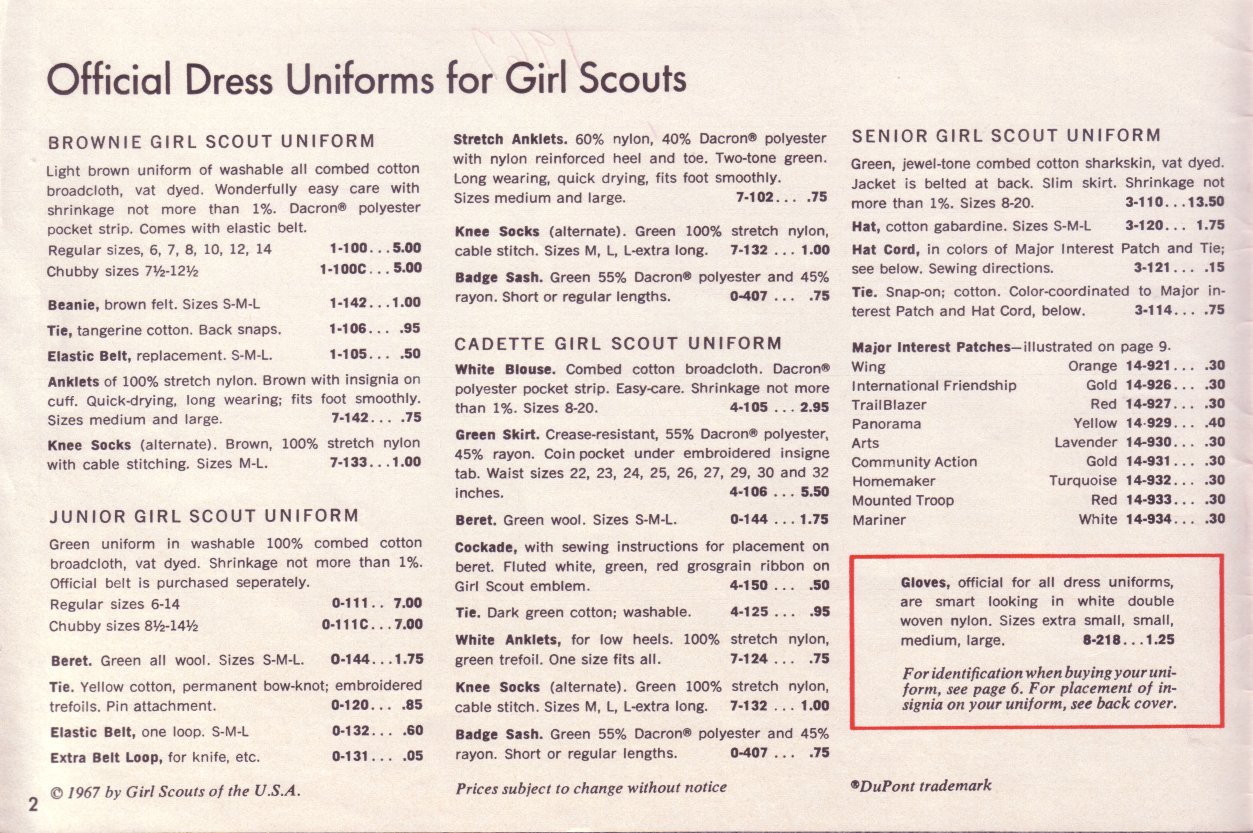 Official Dress Uniforms for Girl Scouts
BROWNIE GIRL SCOUT UNIFORM
Light brown uniform of washable all combed cotton
broadcloth, vat dyed. Wonderfully easy care with
shrinkage not more than 1%. Dacron® polyester
pocket strip. Comes with elastic belt.
Regular sizes, 6, 7, 8, 10, 12, 14 1-100...5.00
Chubby sizes 7½-12½ 1-100C...5.00
Beanie, brown felt. Sizes S-M-L 1-142...1.00
Tie, tangerine cotton. Back snaps. 1-106... .95
Elastic Belt, replacement. S-M-L. 1-105... .50
Anklets of 100% stretch nylon. Brown with insignia on
cuff. Quick-drying, long wearing; fits foot smoothly.
Sizes medium and large. 7-142... .75
Knee Socks (alternate). Brown, 100% stretch nylon
with cable stitching. Sizes M-L. 7-133...1.00
JUNIOR GIRL SCOUT UNIFORM
Green uniform in washable 100% combed cotton
broadcloth, vat dyed. Shrinkage not more than 1%.
Official belt is purchased seperately.
Regular sizes 6-14 0-111.. 7.00
Chubby sizes 8½-14½ 0-111C...7.00
Beret. Green all wool. Sizes S-M-L. 0-144...1.75
Tie. Yellow cotton, permanent bow-knot; embroidered
trefoils. Pin attachment. 0-120... .85
Elastic Belt, one loop. S-M-L 0-132... .60
Extra Belt Loop, for knife, etc. 0-131... .05
2 © 1967 by Girl Scouts of the U.S.A.
Stretch Anklets. 60% nylon, 40% Dacron® polyester
with nylon reinforced heel and toe. Two-tone green.
Long wearing, quick drying, fits foot smoothly.
Sizes medium and large. 7-102... .75
Knee Socks (alternate). Green 100% stretch nylon,
cable stitch. Sizes M, L, L-extra long. 7-132 ... 1.00
Badge Sash. Green 55% Dacron® polyester and 45%
rayon. Short or regular lengths. 0-407 ... .75
CADETTE GIRL SCOUT UNIFORM
White Blouse. Combed cotton broadcloth. Dacron®
polyester pocket strip. Easy-care. Shrinkage not more
than 1%. Sizes 8-20. 4-105 ... 2.95
Green Skirt. Crease-resistant, 55% Dacron® polyester,
45% rayon. Coin pocket under embroidered insigne
tab. Waist sizes 22, 23, 24, 25, 26, 27, 29, 30 and 32
inches. 4-106 ... 5.50
Beret. Green wool. Sizes S-M-L. 0-144 ... 1.75
Cockade, with sewing instructions for placement on
beret. Fluted white, green, red grosgrain ribbon on
Girl Scout emblem. 4-150 ... .50
Tie. Dark green cotton; washable. 4-125 ... .95
White Anklets, for low heels. 100% stretch nylon,
green trefoil. One size fits all. 7-124 ... .75
Knee Socks (alternate). Green 100% stretch nylon,
cable stitch. Sizes M, L, L-extra long. 7-132 ... 1.00
Badge Sash. Green 55% Dacron® polyester and 45%
rayon. Short or regular lengths. 0-407 ... .75
Prices subject to change without notice
SENIOR GIRL SCOUT UNIFORM
Green, jewel-tone combed cotton sharkskin, vat dyed.
Jacket is belted at back. Slim skirt. Shrinkage not
more than 1%. Sizes 8-20. 3-110...13.50
Hat, cotton gabardine. Sizes S-M-L 3-120... 1.75
Hat Cord, in colors of Major Interest Patch and Tie;
see below. Sewing directions. 3-121... .15
Tie. Snap-on; cotton. Color-coordinated to Major in-
terest Patch and Hat Cord, below. 3-114... .75
Major Interest Patches—illustrated on page 9.
Wing Orange 14-921... .30
International Friendship Gold 14-926... .30
TrailBlazer Red 14-927... .30
Panorama Yellow 14-929... .40
Arts Lavender 14-930... .30
Community Action Gold 14-931... .30
Homemaker Turquoise 14-932... .30
Mounted Troop Red 14-933... .30
Mariner White 14-934... .30
Gloves, official for all dress uniforms,
are smart looking in white double
woven nylon. Sizes extra small, small,
medium, large. 8-218...1.25
For identification when buying your uni-
form, see page 6. For placement of in-
signia on your uniform, see back cover.
®DuPont trademark